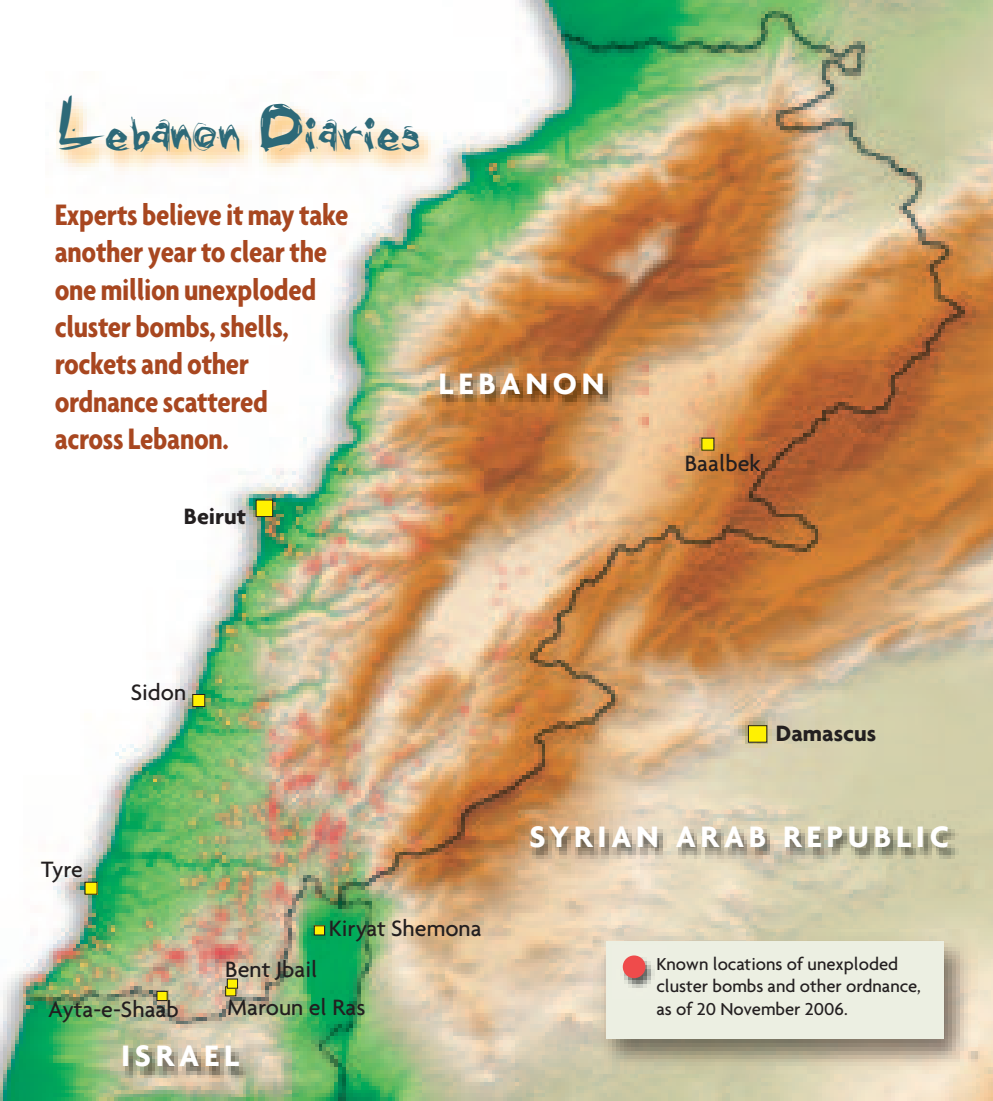 Lebanon Diaries
Experts believe it may take
another year to clear the
one million unexploded
cluster bombs, shells,
rockets and other
ordnance scattered
across Lebanon.
LEBANON
Baalbek
Beirut
Sidon
Damascus
SYRIAN ARAB REPUBLIC
Tyre
Kiryat Shemona
Bent Jbail
Ayta-e-Shaab
Maroun el Ras
ISRAEL
Known locations of unexploded
cluster bombs and other ordnance,
as of 20 November 2006.